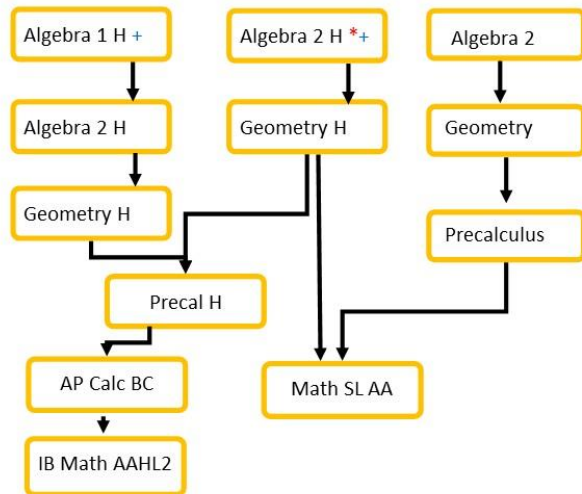 Algebra 1 H +
Algebra 2 H *+
Algebra 2
Algebra 2 H
Geometry H
Geometry
Geometry H
Precalculus
Precal H
AP Calc BC
Math SL AA
IB Math AAHL2